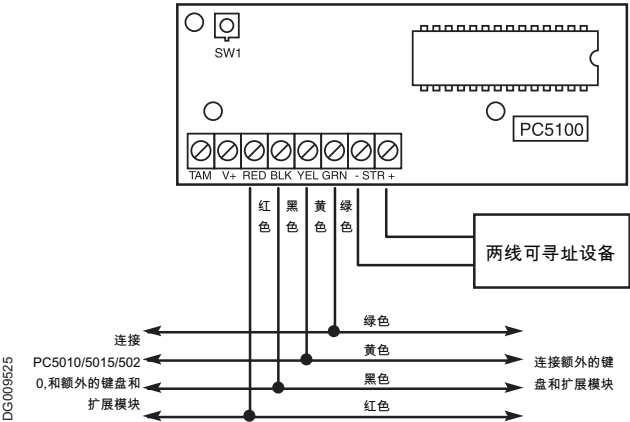 SW1
PC5100
TAM V+ RED BLK YEL GRN - STR +
红色
黑色
黄色
绿色
两线可寻址设备
绿色
黄色
黑色
红色
连接
PC5010/5015/502
0,和额外的键盘和
扩展模块
连接额外的键
盘和扩展模块
DG009525